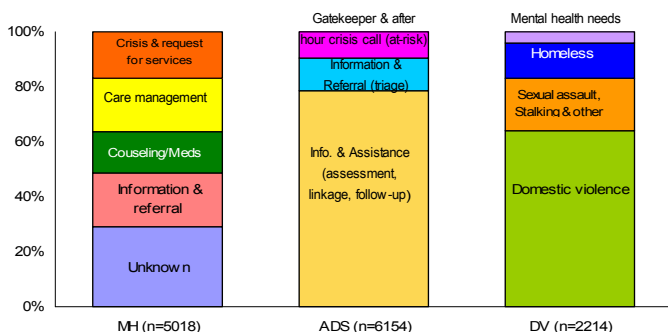 Gatekeeper & after
hour crisis call (at-risk)
Mental health needs
100%
80%
60%
40%
20%
0%
Crisis & request
for services
Care management
Couseling/Meds
Information &
referral
Unknown
Information &
Referral (triage)
Info. & Assistance
(assessment,
linkage, follow-up)
Homeless
Sexual assault,
Stalking & other
Domestic violence
MH (n=5018)
ADS (n=6154)
DV (n=2214)